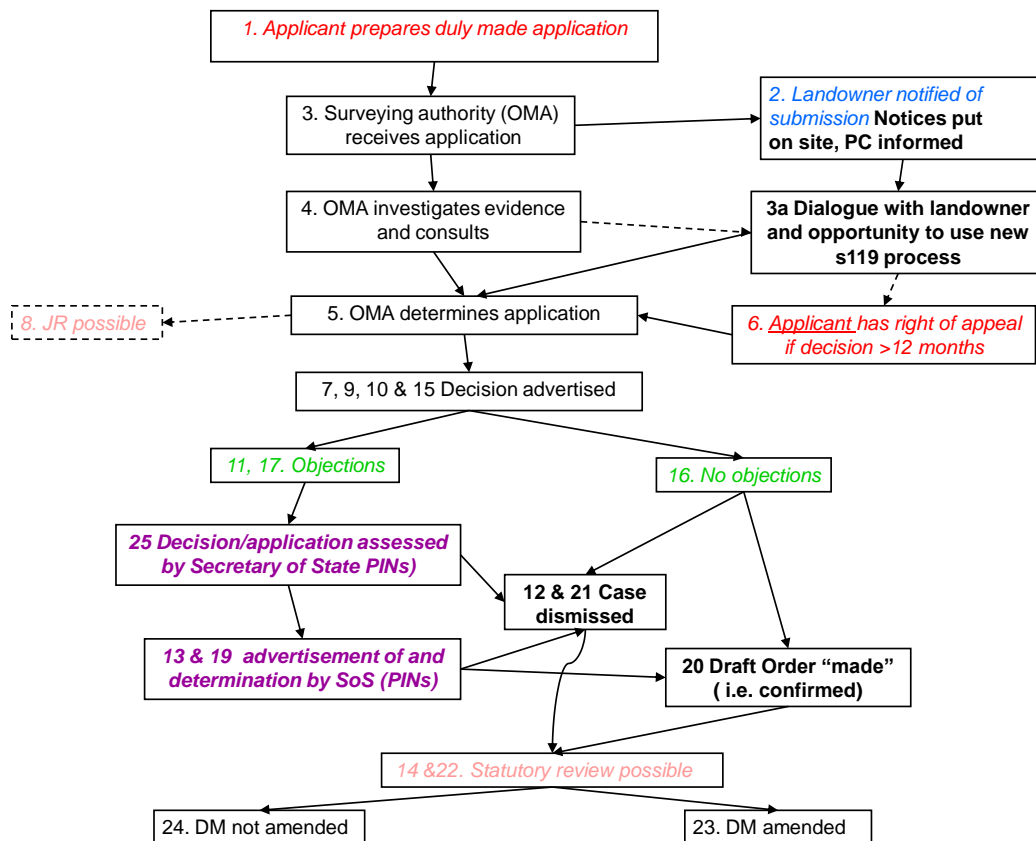 1. Applicant prepares duly made application
3. Surveying authority (OMA)
receives application
2. Landowner notified of
submission Notices put
on site, PC informed
4. OMA investigates evidence
and consults
3a Dialogue with landowner
and opportunity to use new
s119 process
8. JR possible
5. OMA determines application
6. Applicant has right of appeal
if decision >12 months
7, 9, 10 & 15 Decision advertised
11, 17. Objections
16. No objections
25 Decision/application assessed
by Secretary of State PINs)
12 & 21 Case
dismissed
13 & 19 advertisement of and
determination by SoS (PINs)
20 Draft Order “made”
( i.e. confirmed)
14 &22. Statutory review possible
24. DM not amended
23. DM amended